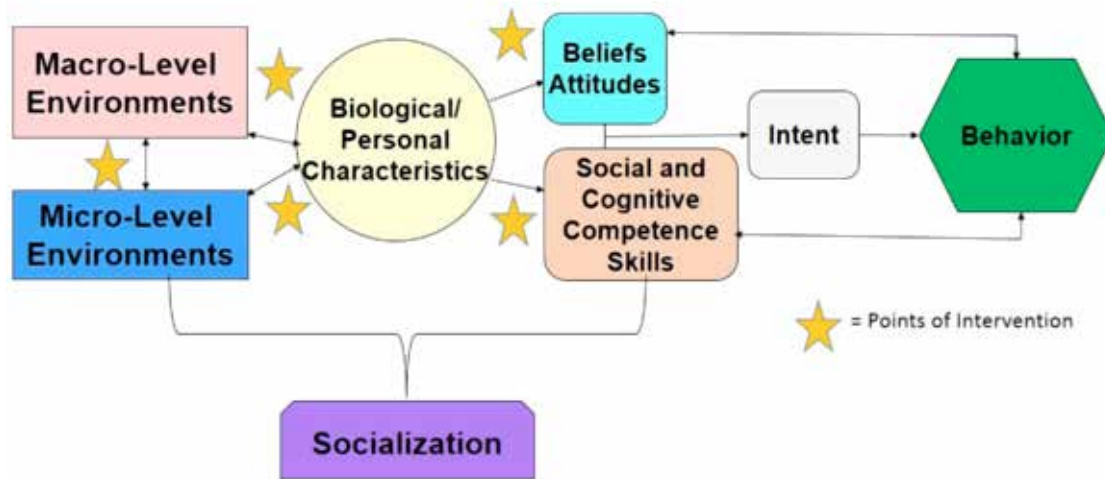 Macro-Level
Environments
Micro-Level
Environments
Biological/
Personal
Characteristics
Beliefs
Attitudes
Social and
Cognitive
Competence
Skills
Intent
Behavior
= Points of Intervention
Socialization